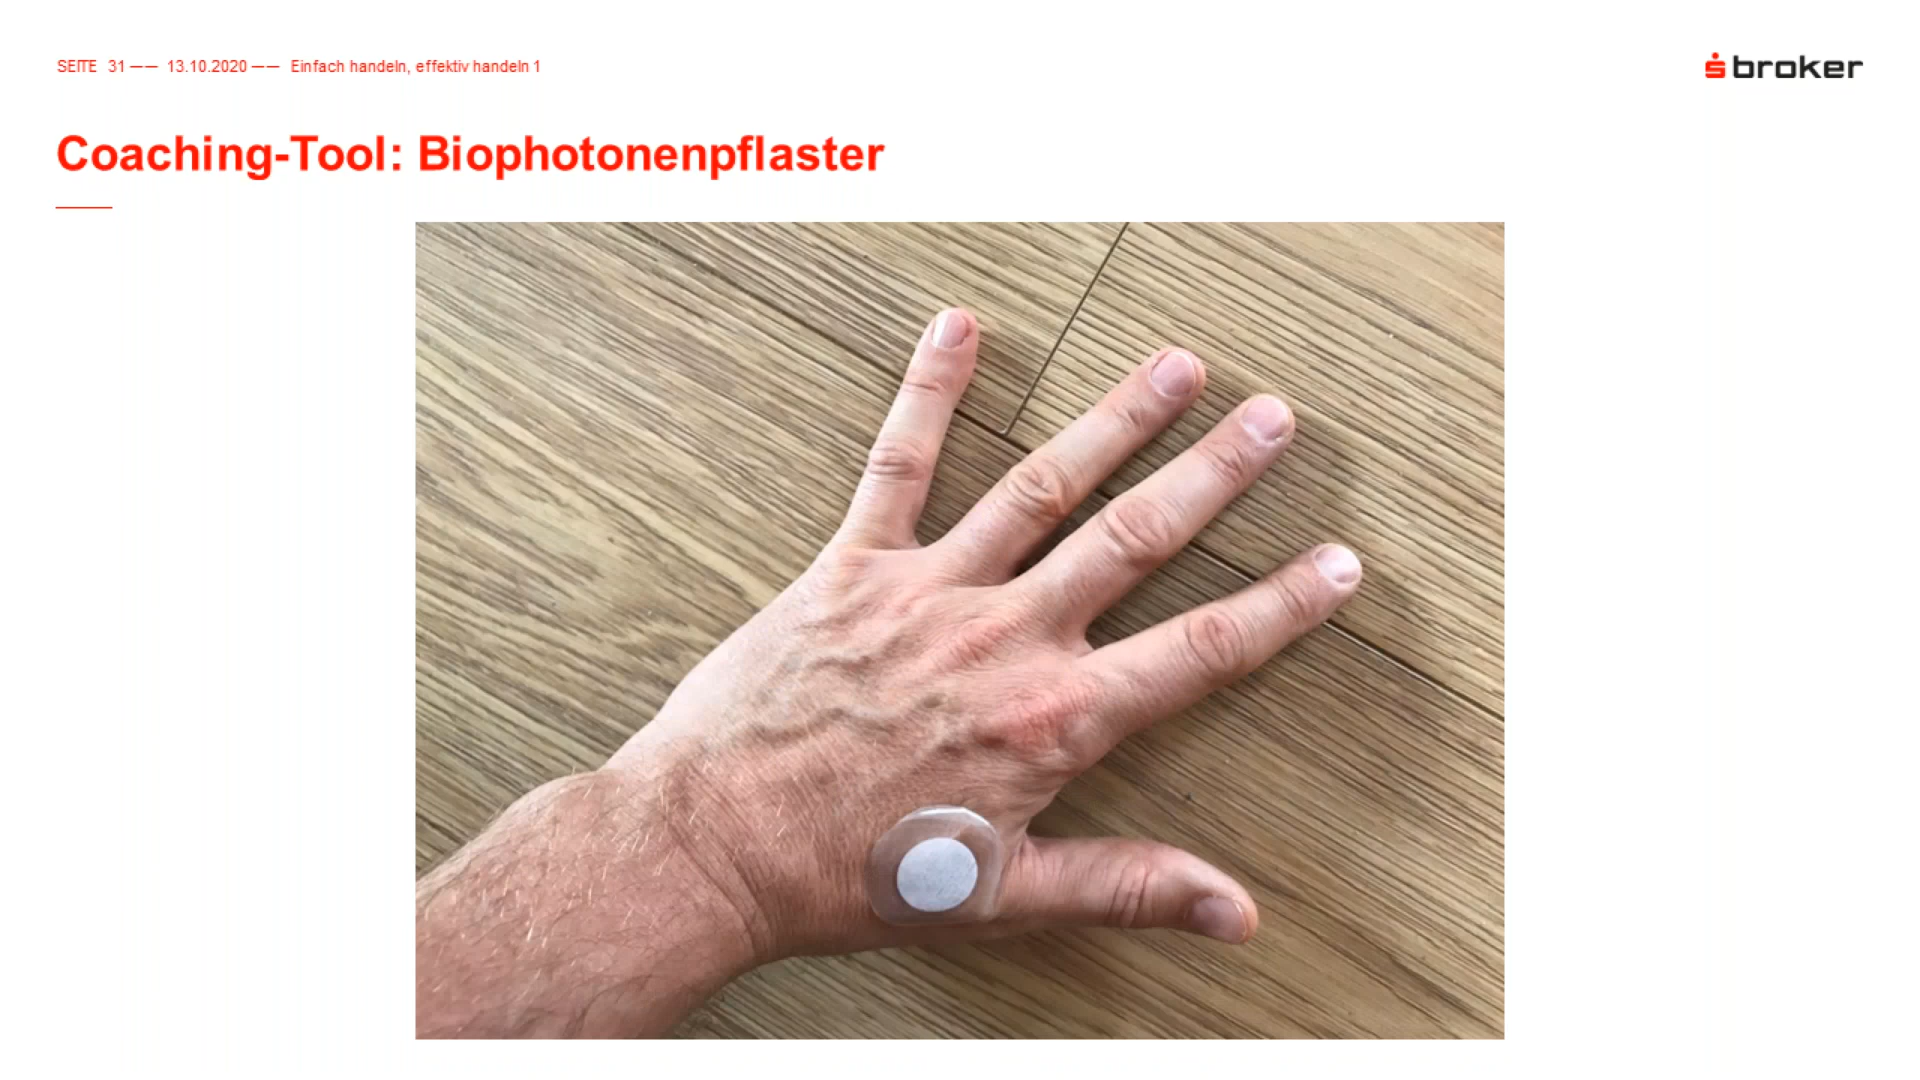 SEITE 31 —— 13.10.2020 —— Einfach handeln, effektiv handeln 1
broker
Coaching-Tool: Biophotonenpflaster